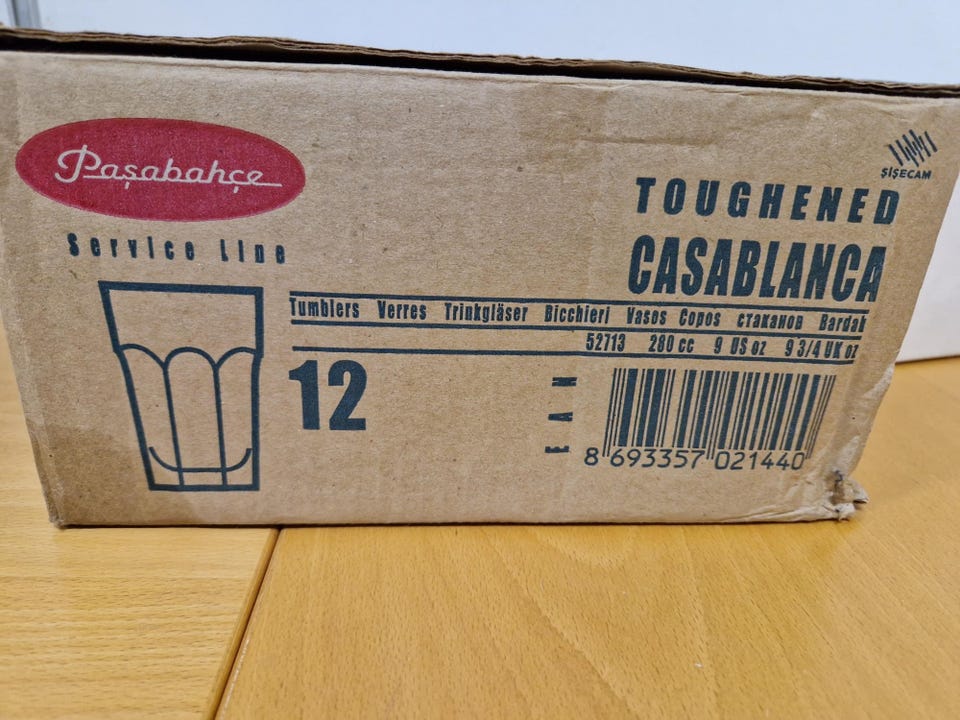 Paşabahçe
Service Line
ŞİŞECAM
TOUGHENED
CASABLANCA
Tumblers Verres Trinkgläser Bicchieri Vasos Copos стаканов Bardak
52713 280 cc 9 US oz 9 3/4 UK oz
12
EAN
8 693357 021440